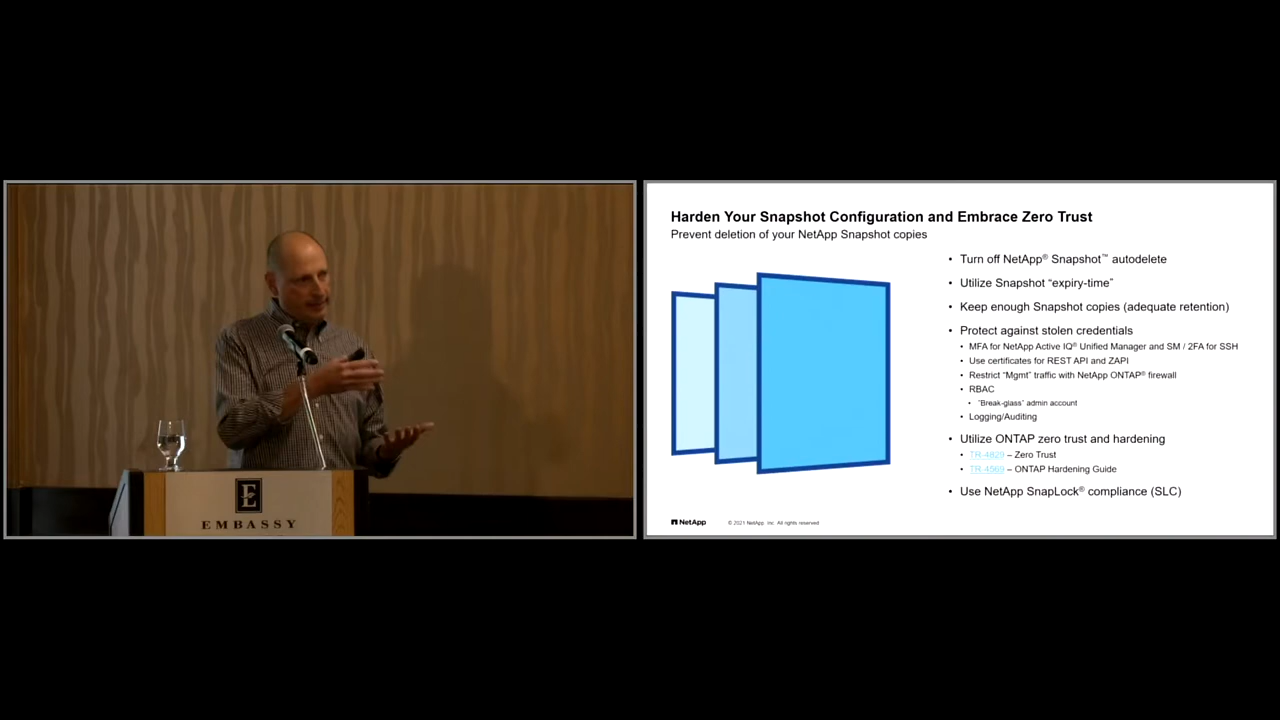 E
EMBASSY
Harden Your Snapshot Configuration and Embrace Zero Trust
Prevent deletion of your NetApp Snapshot copies
• Turn off NetApp® Snapshot™ autodelete
• Utilize Snapshot “expiry-time”
• Keep enough Snapshot copies (adequate retention)
• Protect against stolen credentials
• MFA for NetApp Active IQ® Unified Manager and SM / 2FA for SSH
• Use certificates for REST API and ZAPI
• Restrict “Mgmt” traffic with NetApp ONTAP® firewall
• RBAC
• “Break-glass” admin account
• Logging/Auditing
• Utilize ONTAP zero trust and hardening
• TR-4829 – Zero Trust
• TR-4569 – ONTAP Hardening Guide
• Use NetApp SnapLock® compliance (SLC)
NetApp © 2021 NetApp, Inc. All rights reserved.